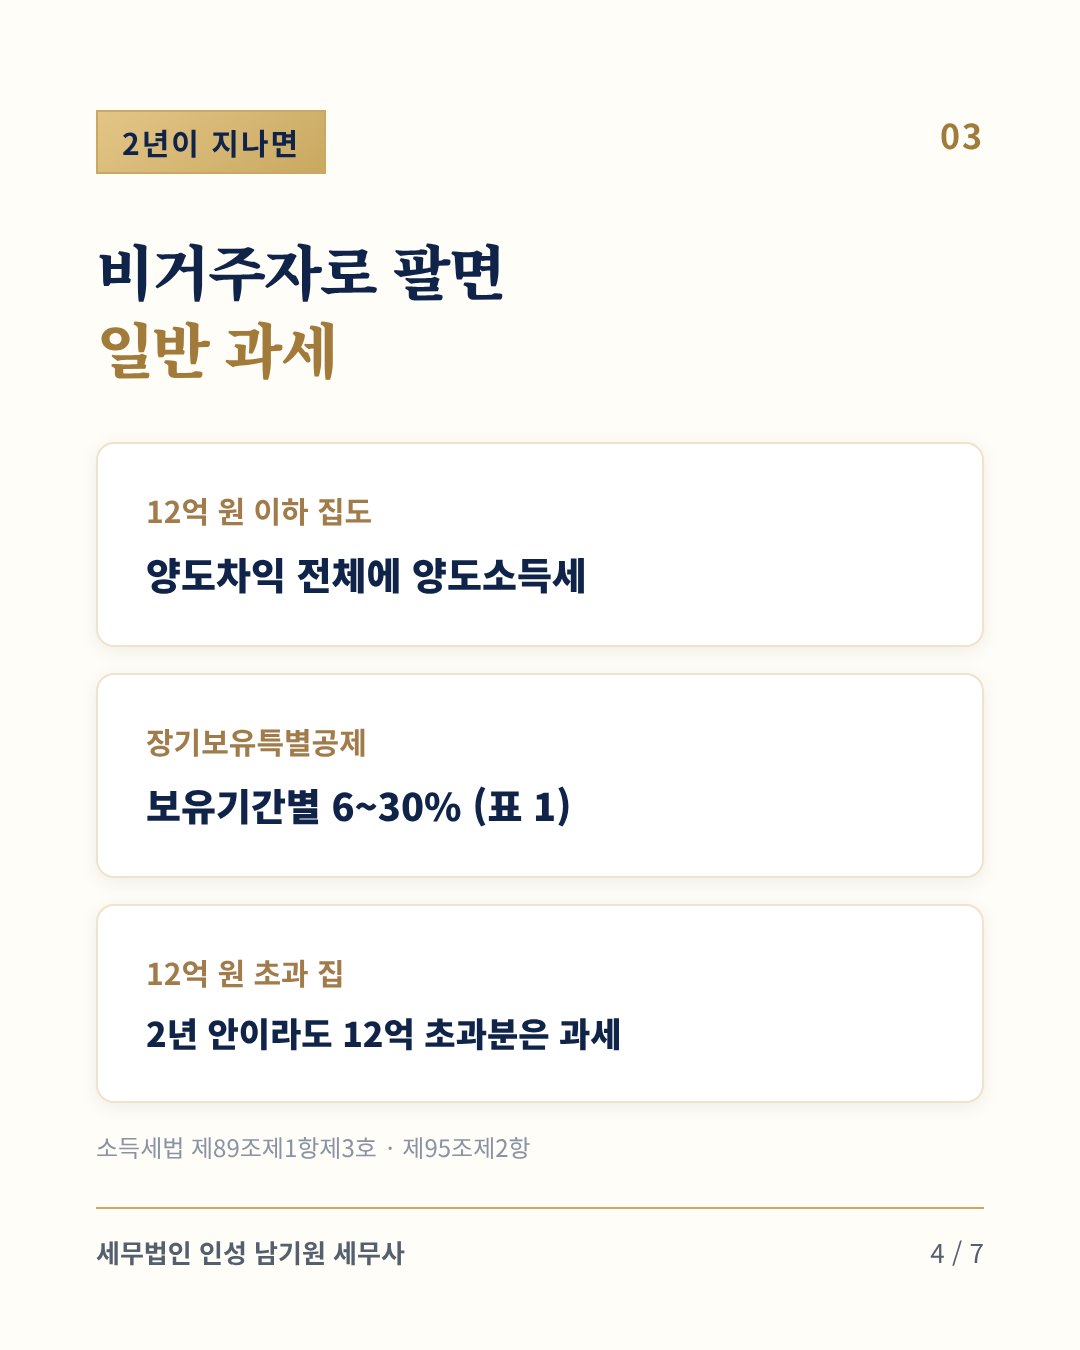 2년이 지나면
03
비거주자로 팔면
일반 과세
12억 원 이하 집도
양도차익 전체에 양도소득세
장기보유특별공제
보유기간별 6~30% (표 1)
12억 원 초과 집
2년 안이라도 12억 초과분은 과세
소득세법 제89조제1항제3호 · 제95조제2항
세무법인 인성 남기원 세무사
4 / 7